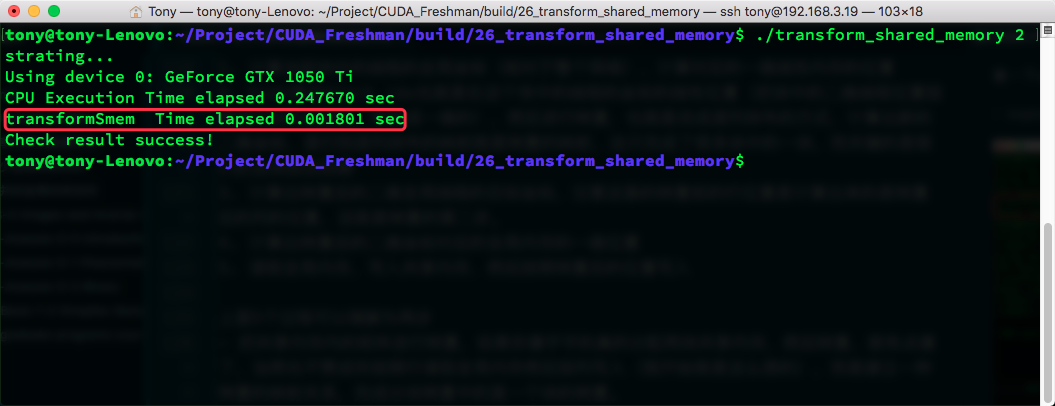 Tony — tony@tony-Lenovo: ~/Project/CUDA_Freshman/build/26_transform_shared_memory — ssh tony@192.168.3.19 — 103×18
tony@tony-Lenovo:~/Project/CUDA_Freshman/build/26_transform_shared_memory$ ./transform_shared_memory 2
strating...
Using device 0: GeForce GTX 1050 Ti
CPU Execution Time elapsed 0.247670 sec
transformSmem  Time elapsed 0.001801 sec
Check result success!
tony@tony-Lenovo:~/Project/CUDA_Freshman/build/26_transform_shared_memory$